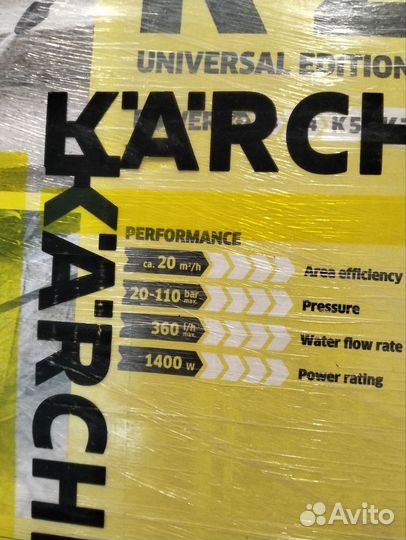 UNIVERSAL EDITION
KÄRCH
KÄRCHE
PERFORMANCE
ca. 20 m²/h Area efficiency
20-110 bar max. Pressure
360 l/h max. Water flow rate
1400 W Power rating
Avito